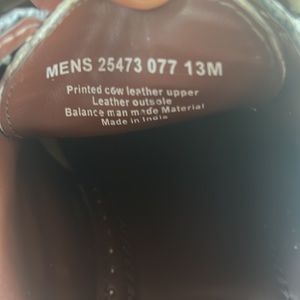 MENS 25473 077 13M
Printed cow leather upper
Leather outsole
Balance man made Material
Made in India